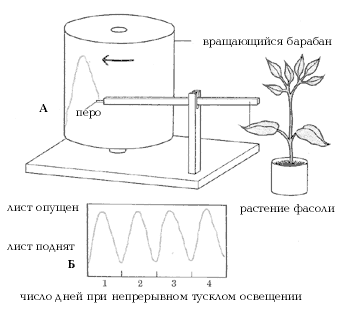 вращающийся барабан
А
перо
лист опущен
растение фасоли
лист поднят
Б
1 2 3 4
число дней при непрерывном тусклом освещении